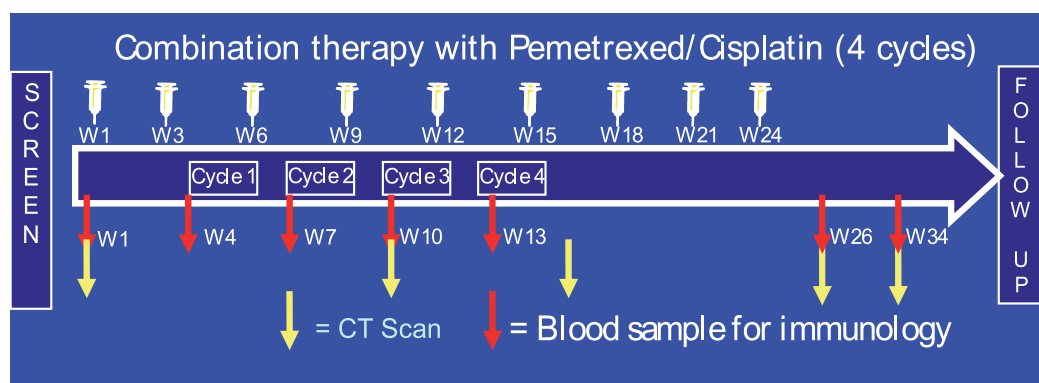 Combination therapy with Pemetrexed/Cisplatin (4 cycles)
SCREEN
W1 W3 W6 W9 W12 W15 W18 W21 W24
Cycle 1 Cycle 2 Cycle 3 Cycle 4
W1 W4 W7 W10 W13 W26 W34
FOLLOW UP
= CT Scan = Blood sample for immunology